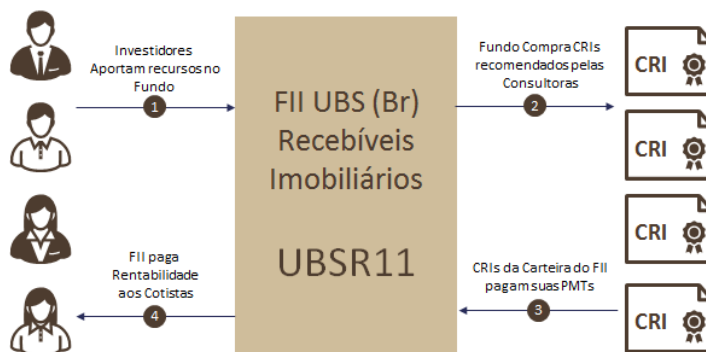 Investidores
Aportam recursos no
Fundo
1
FII UBS (Br)
Recebíveis
Imobiliários
UBSR11
Fundo Compra CRIs
recomendados pelas
Consultoras
2
CRI
CRI
CRI
CRI
CRIs da Carteira do FII
pagam suas PMTs
3
FII paga
Rentabilidade
aos Cotistas
4